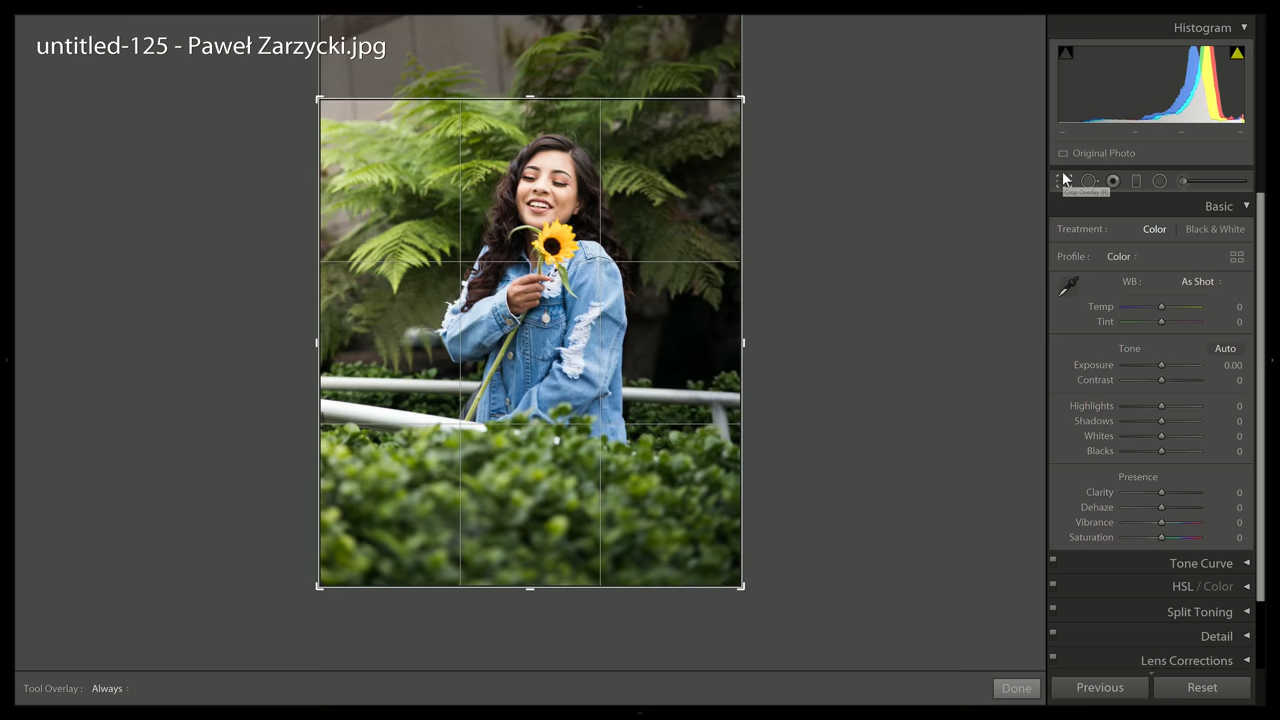 untitled-125 - Paweł Zarzycki.jpg
Histogram
Original Photo
Crop Overlay (R)
Basic
Treatment : Color Black & White
Profile : Color
WB : As Shot
Temp 0
Tint 0
Tone Auto
Exposure 0.00
Contrast 0
Highlights 0
Shadows 0
Whites 0
Blacks 0
Presence
Clarity 0
Dehaze 0
Vibrance 0
Saturation 0
Tone Curve
HSL / Color
Split Toning
Detail
Lens Corrections
Tool Overlay : Always
Done
Previous Reset